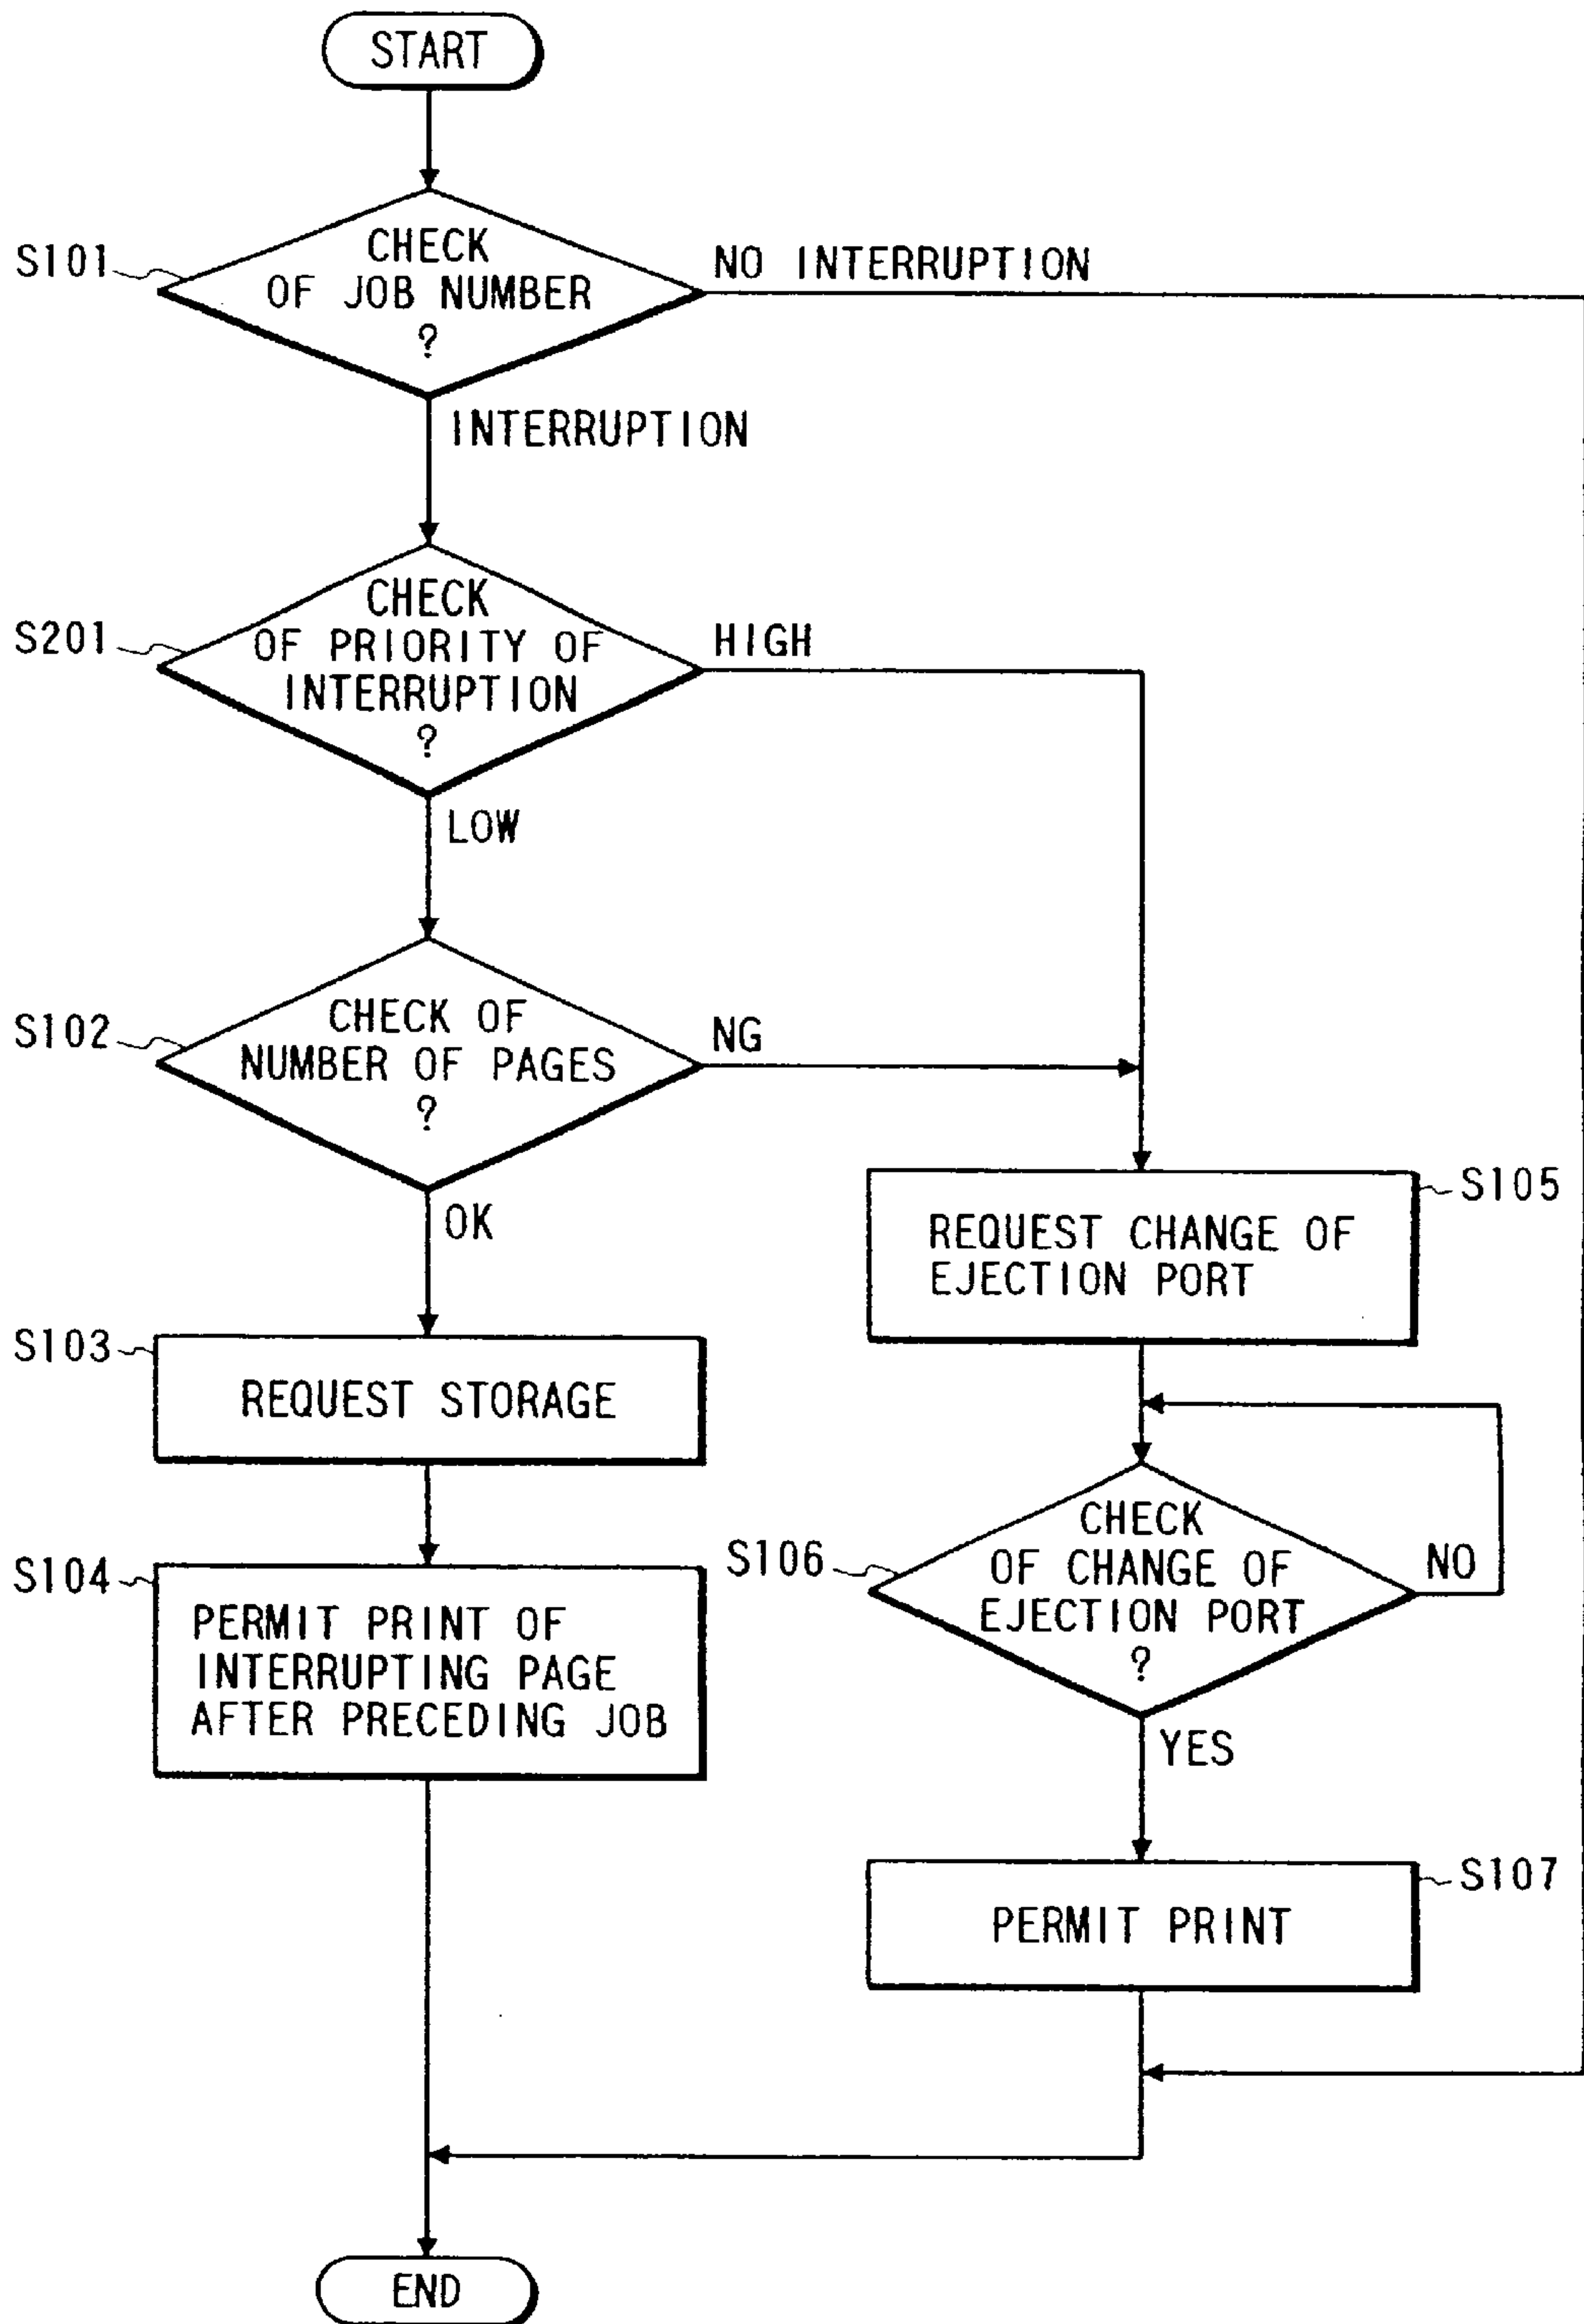 START
S101
CHECK
OF JOB NUMBER
?
NO INTERRUPTION
INTERRUPTION
S201
CHECK
OF PRIORITY OF
INTERRUPTION
?
HIGH
LOW
S102
CHECK OF
NUMBER OF PAGES
?
NG
OK
S105
REQUEST CHANGE OF
EJECTION PORT
S103
REQUEST STORAGE
S106
CHECK
OF CHANGE OF
EJECTION PORT
?
NO
YES
S104
PERMIT PRINT OF
INTERRUPTING PAGE
AFTER PRECEDING JOB
S107
PERMIT PRINT
END